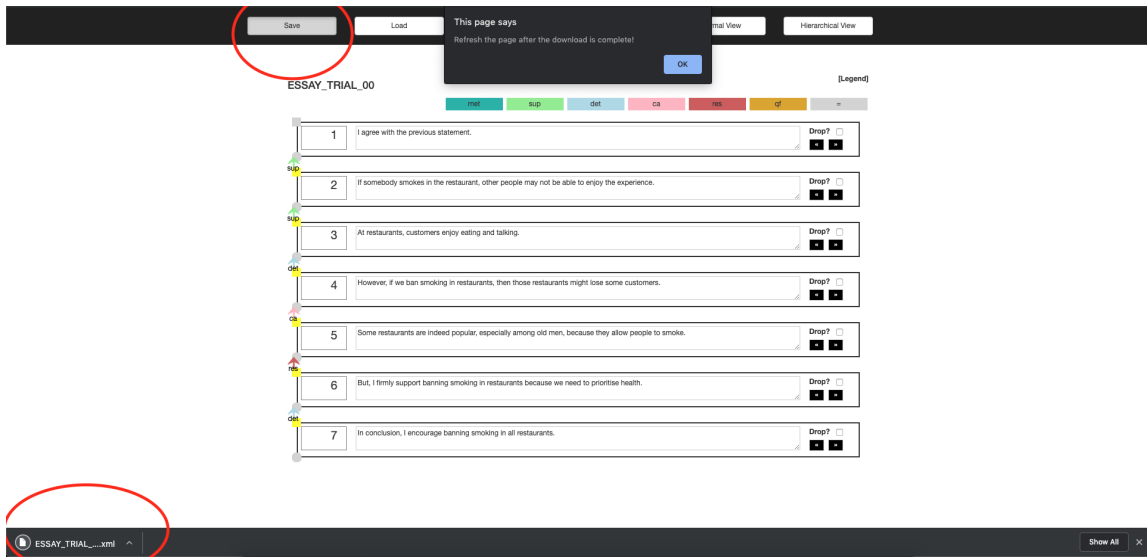 Save
Load
This page says
Refresh the page after the download is complete!
OK
mal View
Hierarchical View
ESSAY_TRIAL_00
[Legend]
met sup det ca res qf =
1 I agree with the previous statement. Drop?
« »
sup
2 If somebody smokes in the restaurant, other people may not be able to enjoy the experience. Drop?
« »
sup
3 At restaurants, customers enjoy eating and talking. Drop?
« »
det
4 However, if we ban smoking in restaurants, then those restaurants might lose some customers. Drop?
« »
ca
5 Some restaurants are indeed popular, especially among old men, because they allow people to smoke. Drop?
« »
res
6 But, I firmly support banning smoking in restaurants because we need to prioritise health. Drop?
« »
det
7 In conclusion, I encourage banning smoking in all restaurants. Drop?
« »
ESSAY_TRIAL_....xml
Show All